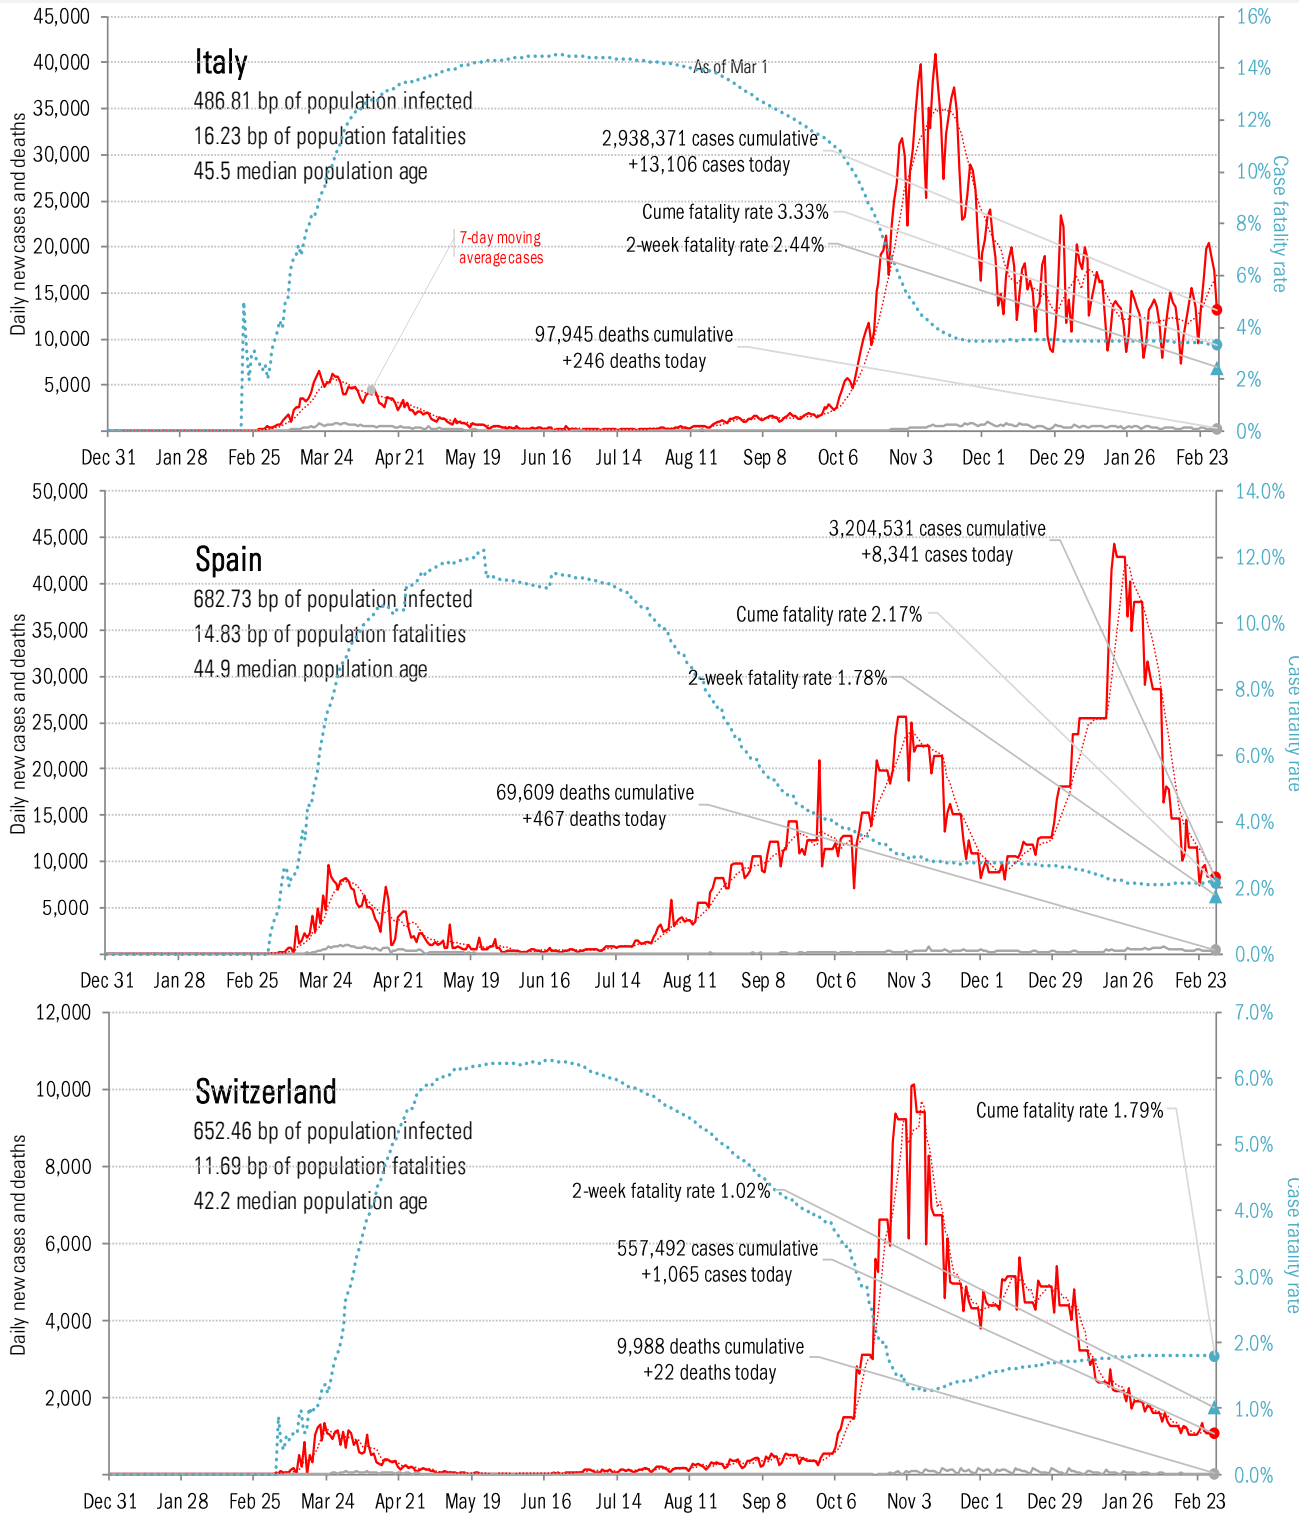 45,000
40,000
35,000
30,000
25,000
20,000
15,000
10,000
5,000
Daily new cases and deaths
Italy
486.81 bp of population infected
16.23 bp of population fatalities
45.5 median population age
As of Mar 1
2,938,371 cases cumulative
+13,106 cases today
Cume fatality rate 3.33%
2-week fatality rate 2.44%
7-day moving
average cases
97,945 deaths cumulative
+246 deaths today
16%
14%
12%
10%
8%
6%
4%
2%
0%
Case fatality rate
Dec 31 Jan 28 Feb 25 Mar 24 Apr 21 May 19 Jun 16 Jul 14 Aug 11 Sep 8 Oct 6 Nov 3 Dec 1 Dec 29 Jan 26 Feb 23
50,000
45,000
40,000
35,000
30,000
25,000
20,000
15,000
10,000
5,000
Daily new cases and deaths
Spain
682.73 bp of population infected
14.83 bp of population fatalities
44.9 median population age
3,204,531 cases cumulative
+8,341 cases today
Cume fatality rate 2.17%
2-week fatality rate 1.78%
69,609 deaths cumulative
+467 deaths today
14.0%
12.0%
10.0%
8.0%
6.0%
4.0%
2.0%
0.0%
Case fatality rate
Dec 31 Jan 28 Feb 25 Mar 24 Apr 21 May 19 Jun 16 Jul 14 Aug 11 Sep 8 Oct 6 Nov 3 Dec 1 Dec 29 Jan 26 Feb 23
12,000
10,000
8,000
6,000
4,000
2,000
Daily new cases and deaths
Switzerland
652.46 bp of population infected
11.69 bp of population fatalities
42.2 median population age
Cume fatality rate 1.79%
2-week fatality rate 1.02%
557,492 cases cumulative
+1,065 cases today
9,988 deaths cumulative
+22 deaths today
7.0%
6.0%
5.0%
4.0%
3.0%
2.0%
1.0%
0.0%
Case fatality rate
Dec 31 Jan 28 Feb 25 Mar 24 Apr 21 May 19 Jun 16 Jul 14 Aug 11 Sep 8 Oct 6 Nov 3 Dec 1 Dec 29 Jan 26 Feb 23